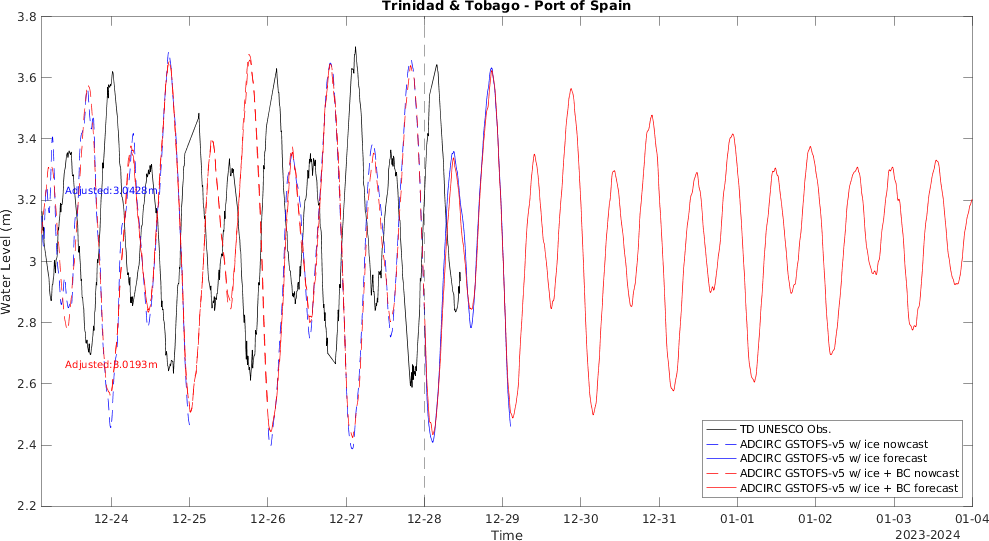 Trinidad & Tobago - Port of Spain
3.8
3.6
3.4
3.2
3
2.8
2.6
2.4
2.2
Water Level (m)
Adjusted:3.0428m
Adjusted:3.0193m
TD UNESCO Obs.
ADCIRC GSTOFS-v5 w/ ice nowcast
ADCIRC GSTOFS-v5 w/ ice forecast
ADCIRC GSTOFS-v5 w/ ice + BC nowcast
ADCIRC GSTOFS-v5 w/ ice + BC forecast
12-24 12-25 12-26 12-27 12-28 12-29 12-30 12-31 01-01 01-02 01-03 01-04
Time
2023-2024